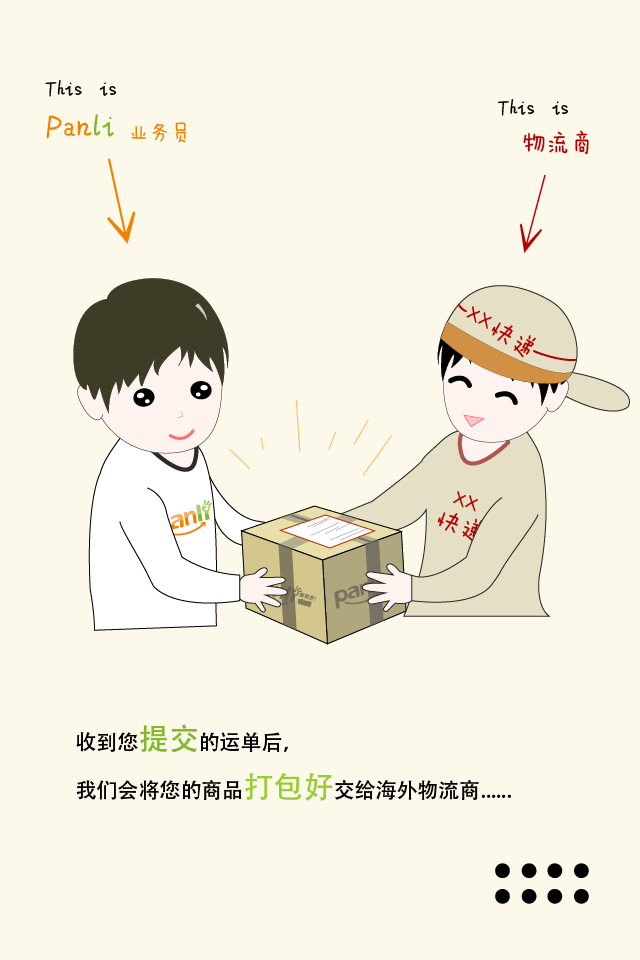 This is
Panli 业务员
This is
物流商
XX快递
panli
XX
快递
pan
收到您提交的运单后,
我们会将您的商品打包好交给海外物流商......